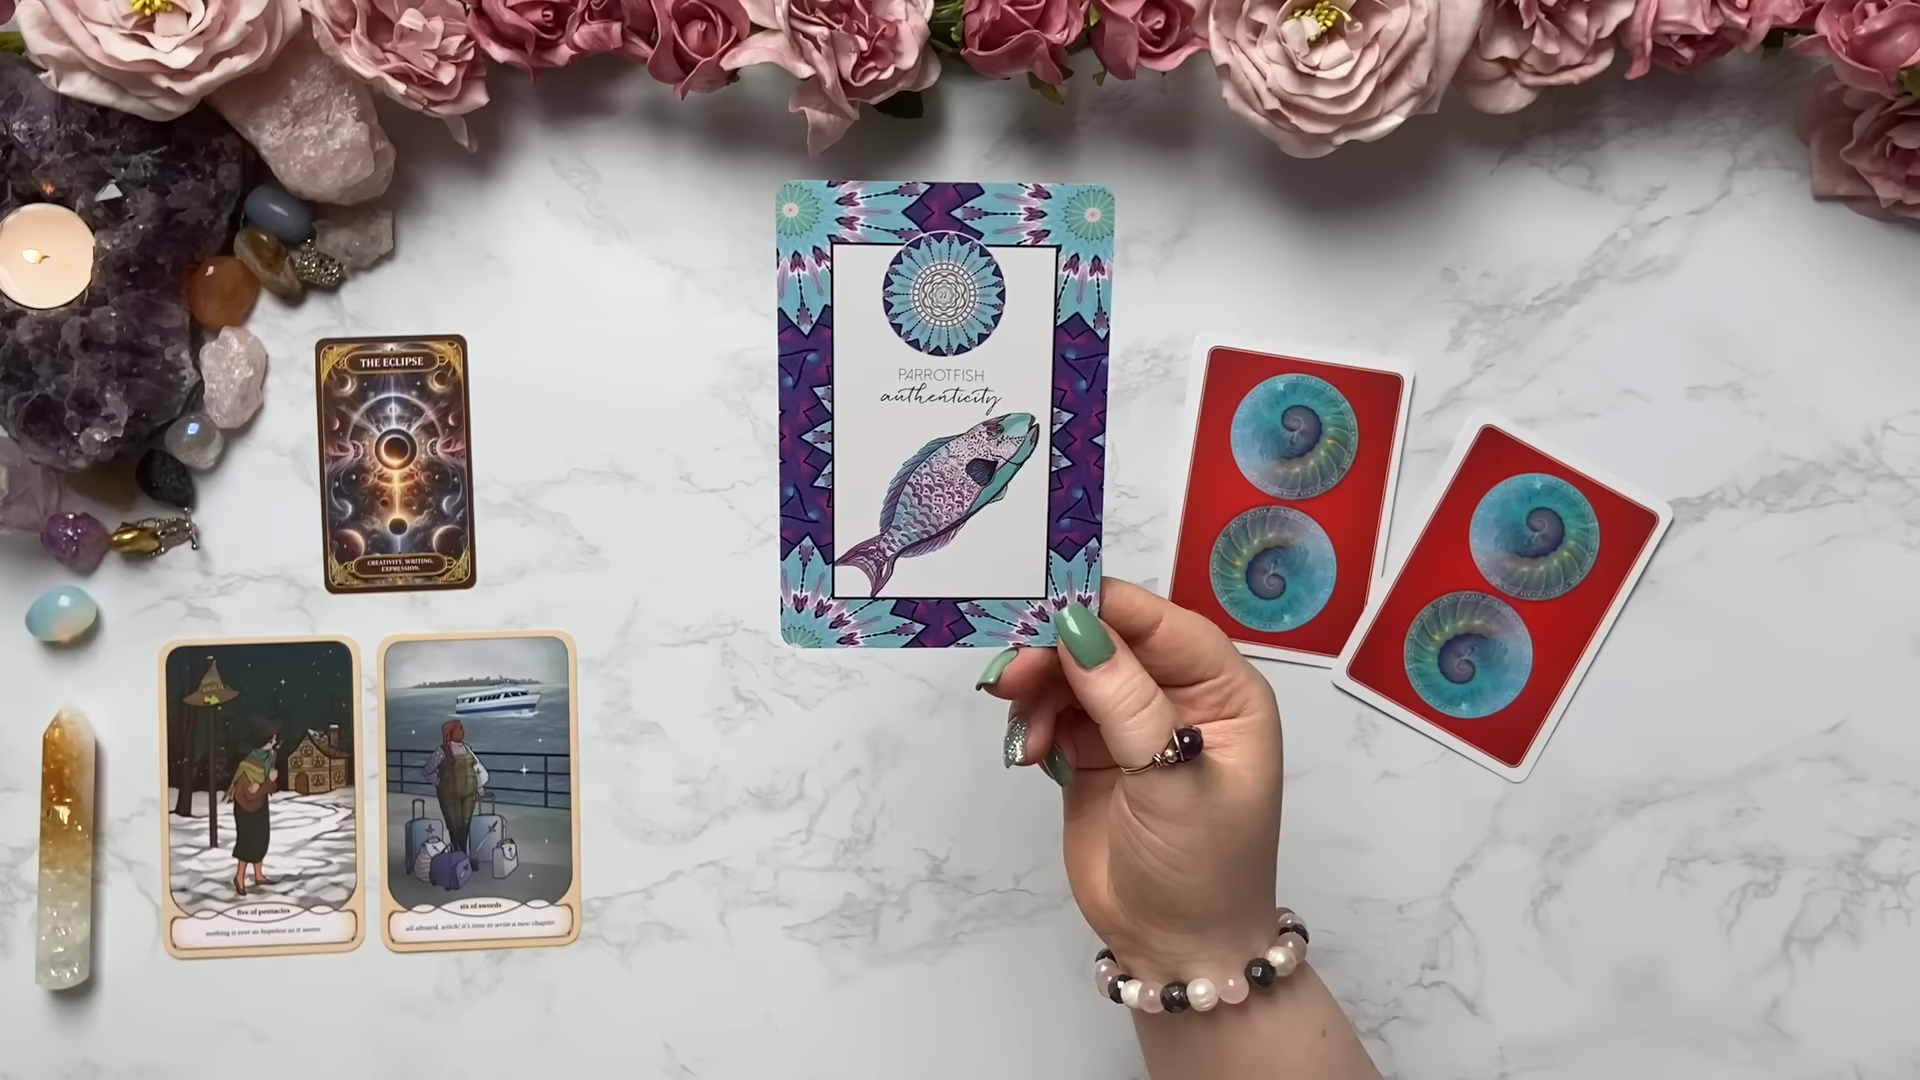 THE ECLIPSE
CREATIVITY, WRITING,
EXPRESSION.
PARROTFISH
authenticity
five of pentacles
nothing is ever as hopeless as it seems
six of swords
all aboard, witch! it's time to write a new chapter